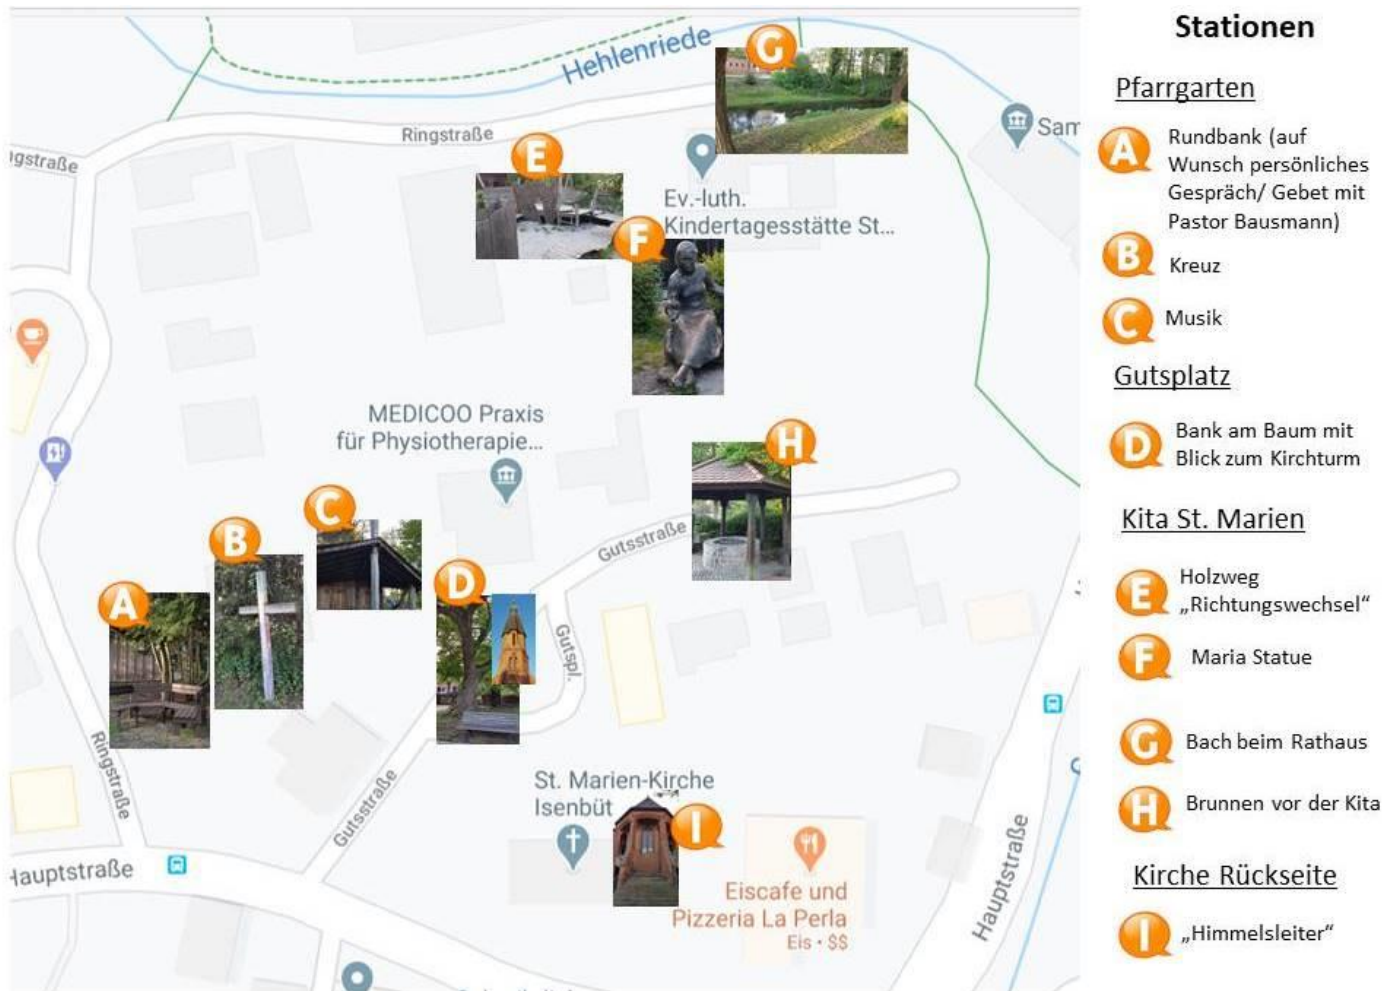 Hehlenriede
G
Ringstraße
E
Ev.-luth.
Kindertagesstätte St...
F
MEDICOO Praxis
für Physiotherapie...
H
C
B
Gutsstraße
D
A
Gutspl.
Ringstraße
Gutsstraße
St. Marien-Kirche
Isenbüt
I
Hauptstraße
Eiscafe und
Pizzeria La Perla
Eis • $$
Stationen
Pfarrgarten
A
Rundbank (auf
Wunsch persönliches
Gespräch/ Gebet mit
Pastor Bausmann)
B
Kreuz
C
Musik
Gutsplatz
D
Bank am Baum mit
Blick zum Kirchturm
Kita St. Marien
E
Holzweg
„Richtungswechsel“
F
Maria Statue
G
Bach beim Rathaus
H
Brunnen vor der Kita
Kirche Rückseite
I
„Himmelsleiter“